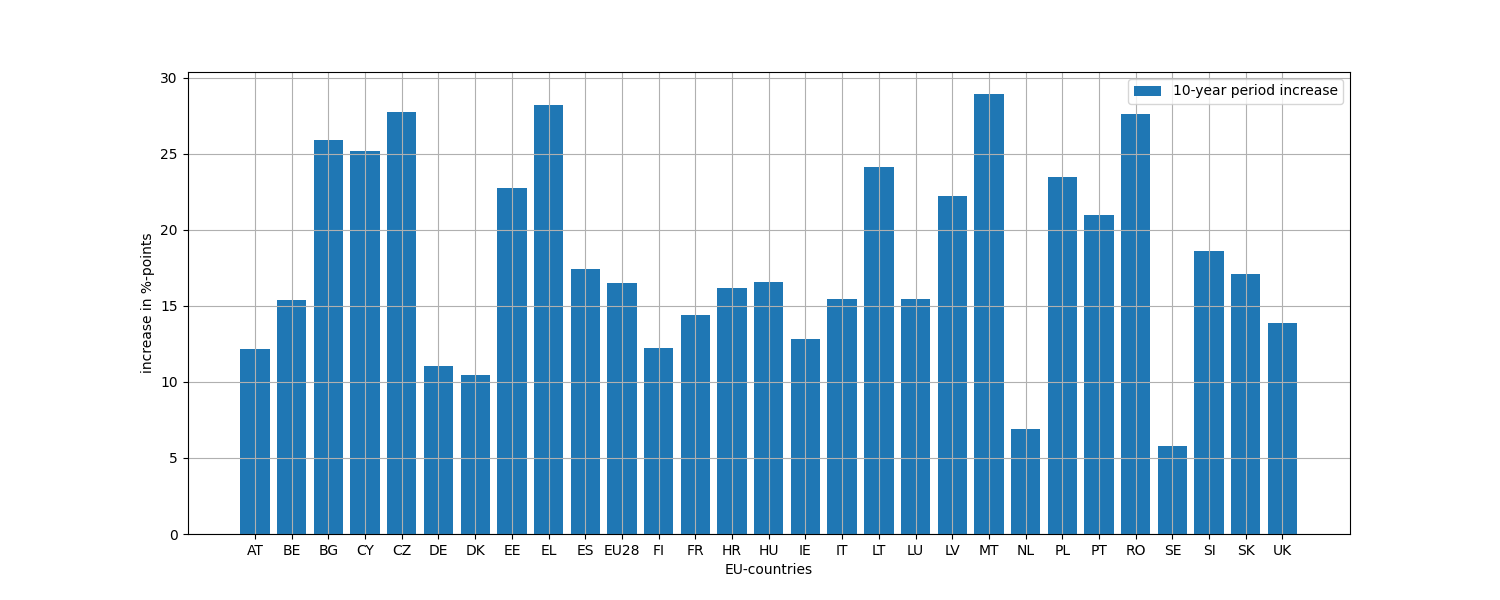 30
25
20
15
10
5
0
increase in %-points
10-year period increase
AT BE BG CY CZ DE DK EE EL ES EU28 FI FR HR HU IE IT LT LU LV MT NL PL PT RO SE SI SK UK
EU-countries